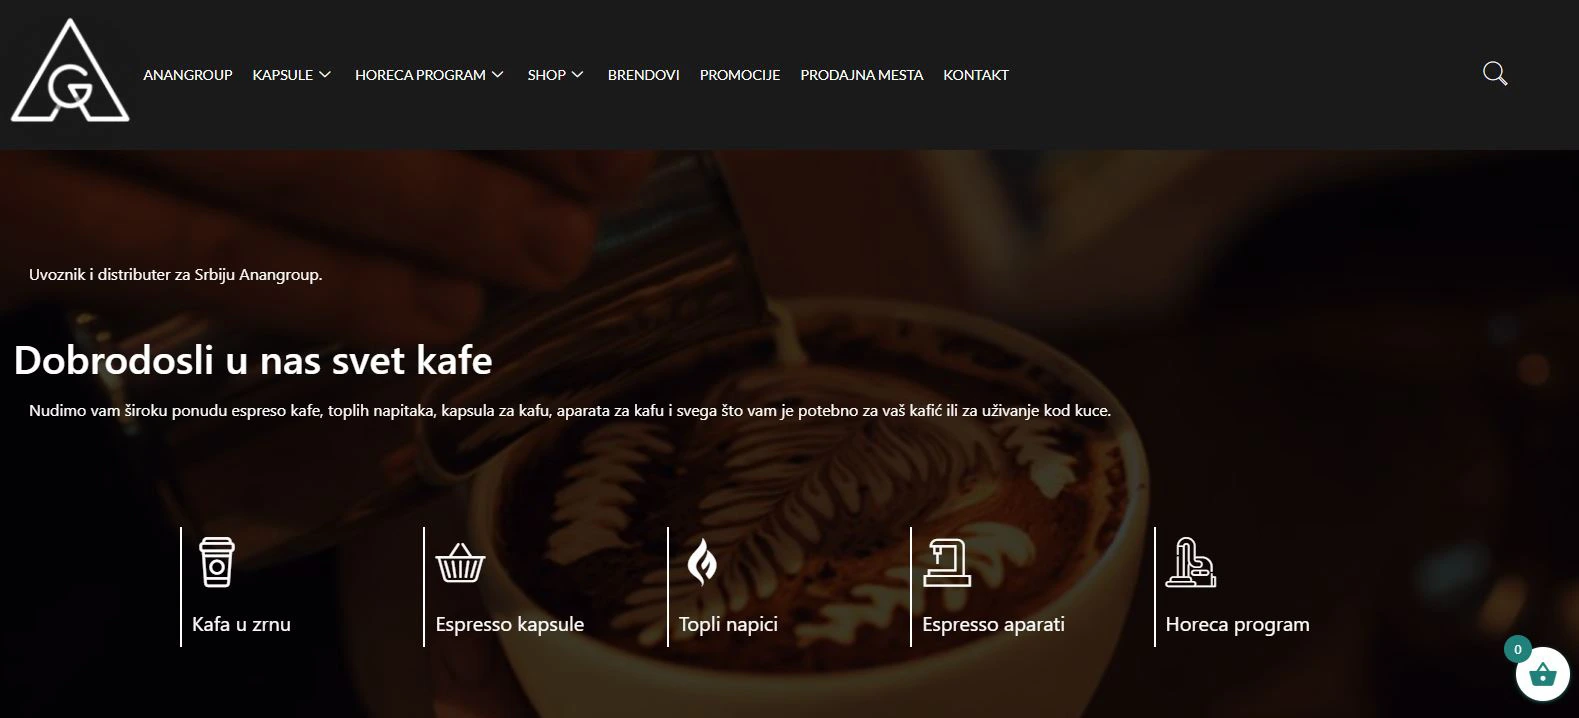 AG
ANANGROUP KAPSULE HORECA PROGRAM SHOP BRENDOVI PROMOCIJE PRODAJNA MESTA KONTAKT
Uvoznik i distributer za Srbiju Anangroup.
Dobrodosli u nas svet kafe
Nudimo vam široku ponudu espreso kafe, toplih napitaka, kapsula za kafu, aparata za kafu i svega što vam je potebno za vaš kafić ili za uživanje kod kuce.
Kafa u zrnu
Espresso kapsule
Topli napici
Espresso aparati
Horeca program
0